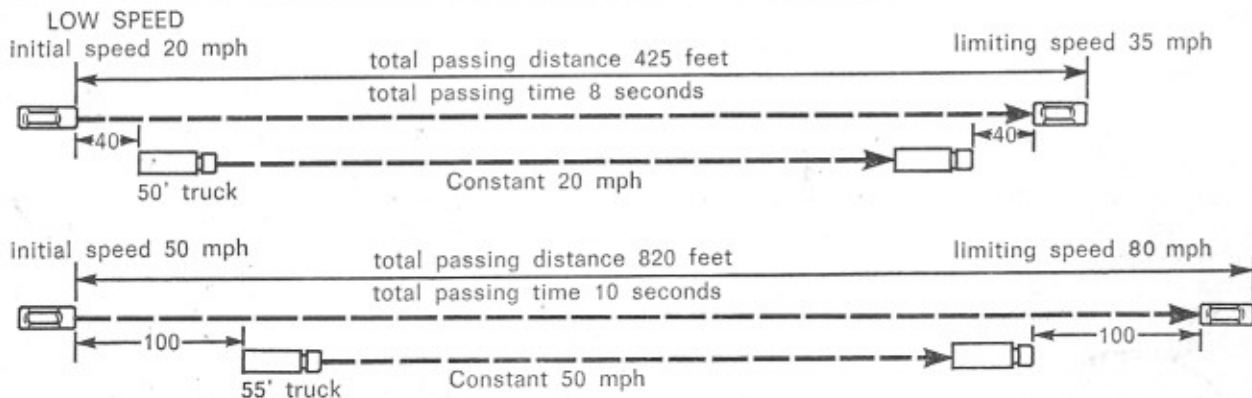 LOW SPEED
initial speed 20 mph
total passing distance 425 feet
limiting speed 35 mph
total passing time 8 seconds
40
40
50' truck
Constant 20 mph
initial speed 50 mph
total passing distance 820 feet
limiting speed 80 mph
total passing time 10 seconds
100
100
55' truck
Constant 50 mph